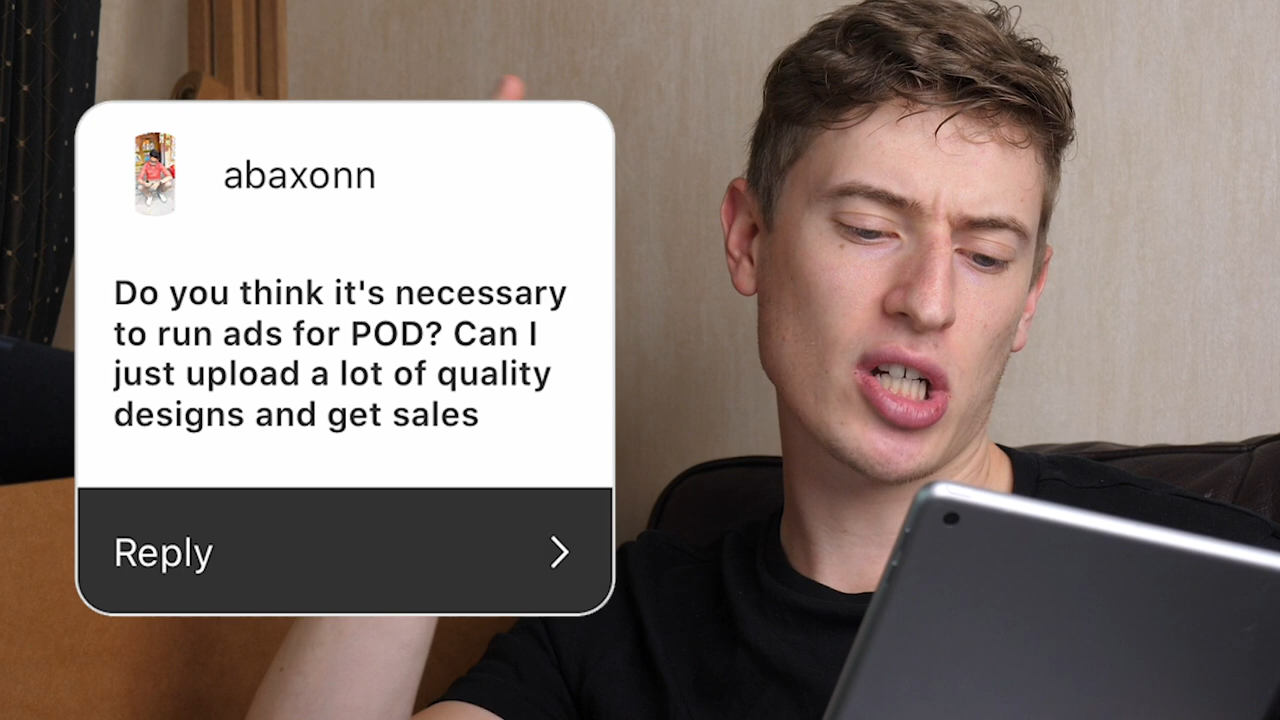 abaxonn
Do you think it's necessary
to run ads for POD? Can I
just upload a lot of quality
designs and get sales
Reply